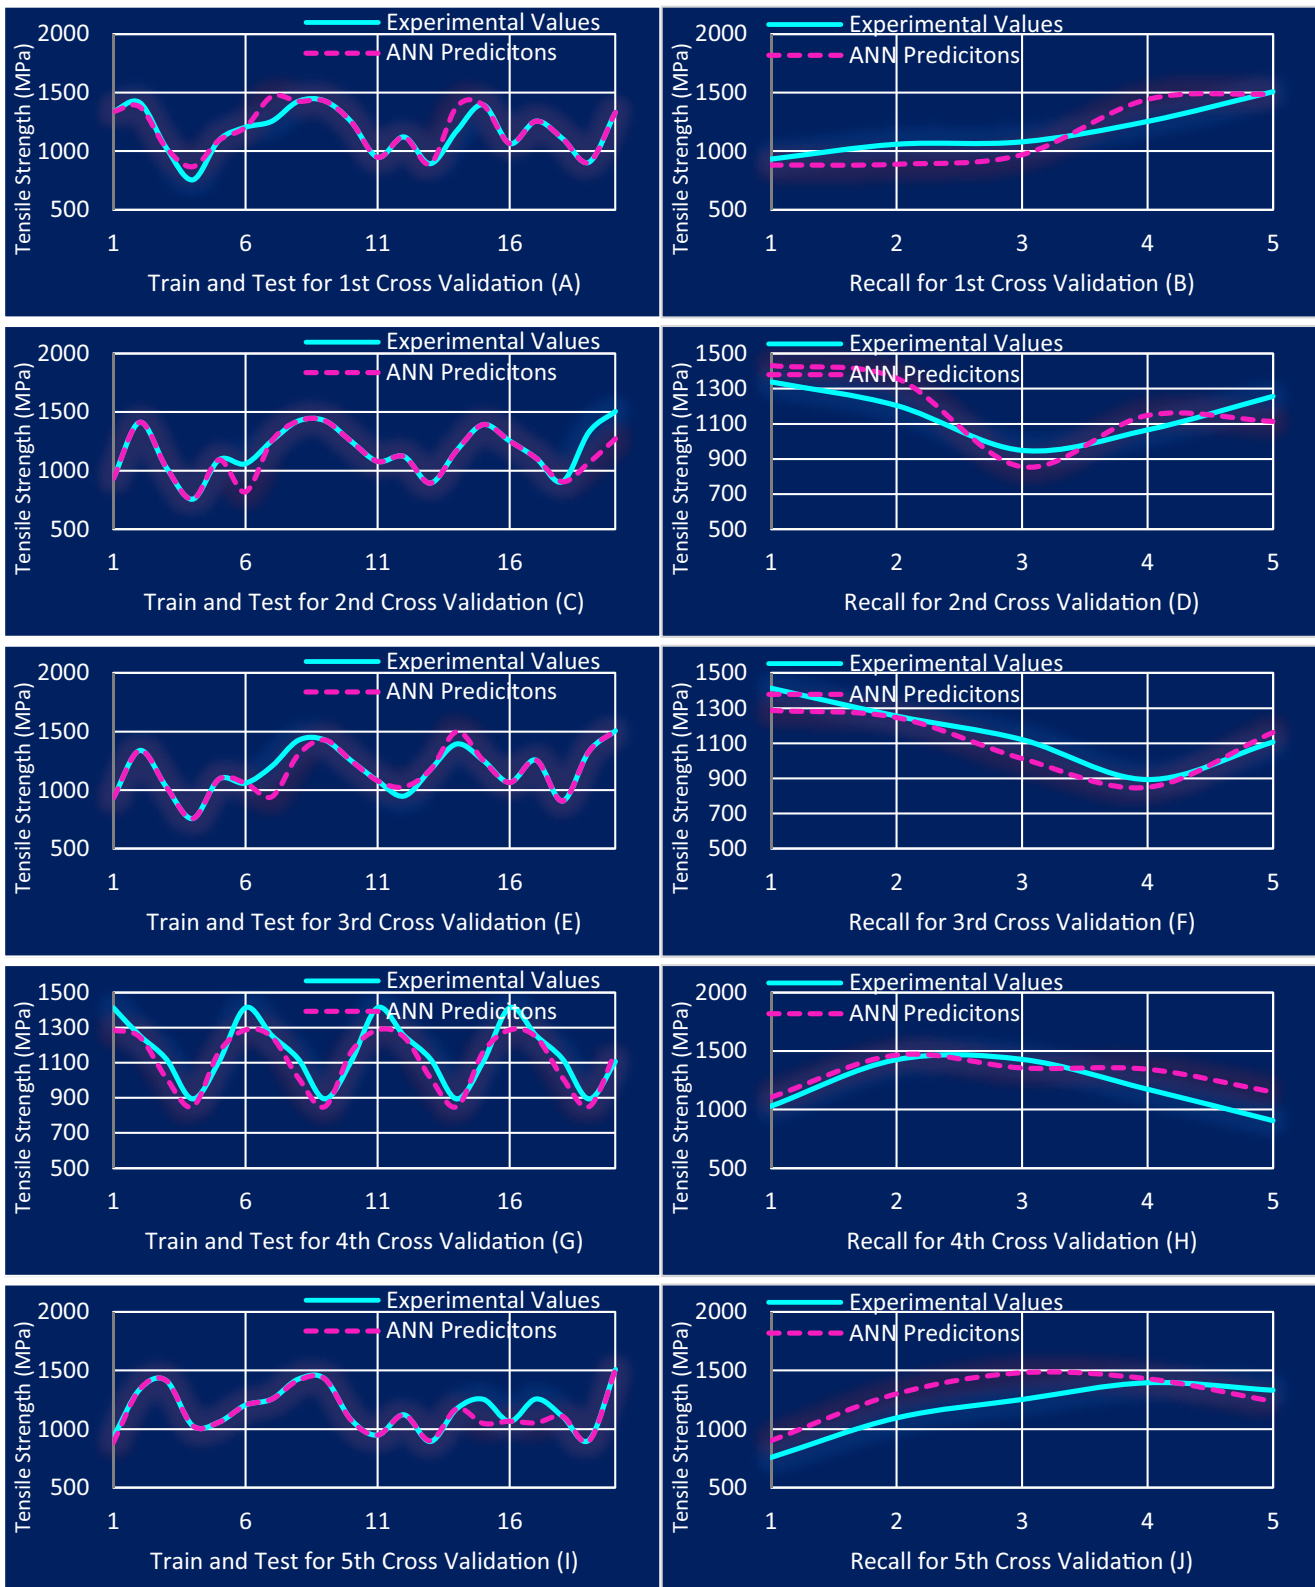 Experimental Values
ANN Predicitons
Tensile Strength (MPa)
2000
1500
1000
500
1 6 11 16
Train and Test for 1st Cross Validation (A)
Experimental Values
ANN Predicitons
Tensile Strength (MPa)
2000
1500
1000
500
1 2 3 4 5
Recall for 1st Cross Validation (B)
Experimental Values
ANN Predicitons
Tensile Strength (MPa)
2000
1500
1000
500
1 6 11 16
Train and Test for 2nd Cross Validation (C)
Experimental Values
ANN Predicitons
Tensile Strength (MPa)
1500
1300
1100
900
700
500
1 2 3 4 5
Recall for 2nd Cross Validation (D)
Experimental Values
ANN Predicitons
Tensile Strength (MPa)
2000
1500
1000
500
1 6 11 16
Train and Test for 3rd Cross Validation (E)
Experimental Values
ANN Predicitons
Tensile Strength (MPa)
1500
1300
1100
900
700
500
1 2 3 4 5
Recall for 3rd Cross Validation (F)
Experimental Values
ANN Predicitons
Tensile Strength (MPa)
1500
1300
1100
900
700
500
1 6 11 16
Train and Test for 4th Cross Validation (G)
Experimental Values
ANN Predicitons
Tensile Strength (MPa)
2000
1500
1000
500
1 2 3 4 5
Recall for 4th Cross Validation (H)
Experimental Values
ANN Predicitons
Tensile Strength (MPa)
2000
1500
1000
500
1 6 11 16
Train and Test for 5th Cross Validation (I)
Experimental Values
ANN Predicitons
Tensile Strength (MPa)
2000
1500
1000
500
1 2 3 4 5
Recall for 5th Cross Validation (J)